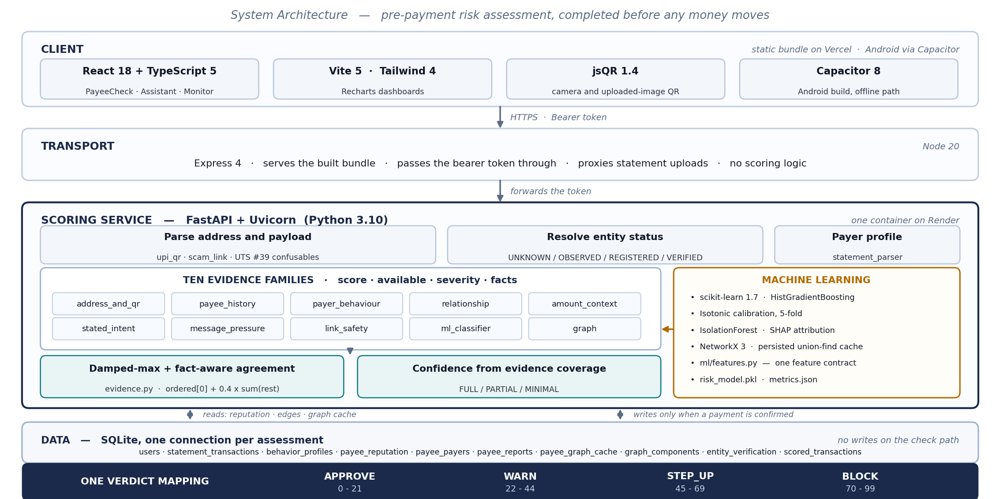 System Architecture — pre-payment risk assessment, completed before any money moves
CLIENT
static bundle on Vercel · Android via Capacitor
React 18 + TypeScript 5
PayeeCheck · Assistant · Monitor
Vite 5 · Tailwind 4
Recharts dashboards
jsQR 1.4
camera and uploaded-image QR
Capacitor 8
Android build, offline path
HTTPS · Bearer token
TRANSPORT
Node 20
Express 4 · serves the built bundle · passes the bearer token through · proxies statement uploads · no scoring logic
forwards the token
SCORING SERVICE — FastAPI + Uvicorn (Python 3.10)
one container on Render
Parse address and payload
upi_qr · scam_link · UTS #39 confusables
Resolve entity status
UNKNOWN / OBSERVED / REGISTERED / VERIFIED
Payer profile
statement_parser
TEN EVIDENCE FAMILIES · score · available · severity · facts
address_and_qr
payee_history
payer_behaviour
relationship
amount_context
stated_intent
message_pressure
link_safety
ml_classifier
graph
MACHINE LEARNING
• scikit-learn 1.7 · HistGradientBoosting
• Isotonic calibration, 5-fold
• IsolationForest · SHAP attribution
• NetworkX 3 · persisted union-find cache
• ml/features.py — one feature contract
• risk_model.pkl · metrics.json
Damped-max + fact-aware agreement
evidence.py · ordered[0] + 0.4 x sum(rest)
Confidence from evidence coverage
FULL / PARTIAL / MINIMAL
reads: reputation · edges · graph cache
writes only when a payment is confirmed
DATA — SQLite, one connection per assessment
no writes on the check path
users · statement_transactions · behavior_profiles · payee_reputation · payee_payers · payee_reports · payee_graph_cache · graph_components · entity_verification · scored_transactions
ONE VERDICT MAPPING
APPROVE
0 - 21
WARN
22 - 44
STEP_UP
45 - 69
BLOCK
70 - 99